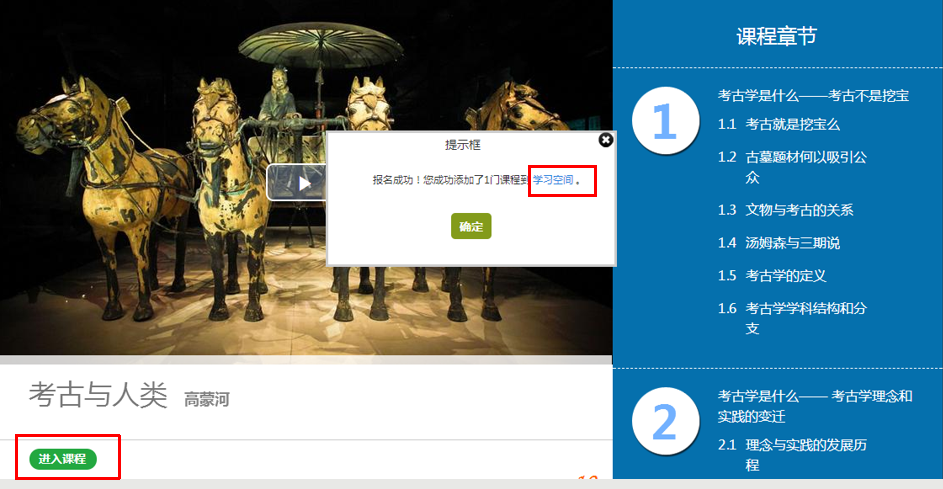 课程章节
1
考古学是什么——考古不是挖宝
1.1 考古就是挖宝么
1.2 古墓题材何以吸引公
众
1.3 文物与考古的关系
1.4 汤姆森与三期说
1.5 考古学的定义
1.6 考古学学科结构和分
支
2
考古学是什么—— 考古学理念和
实践的变迁
2.1 理念与实践的发展历
程
提示框
报名成功！您成功添加了1门课程到 学习空间 。
确定
考古与人类 高蒙河
进入课程